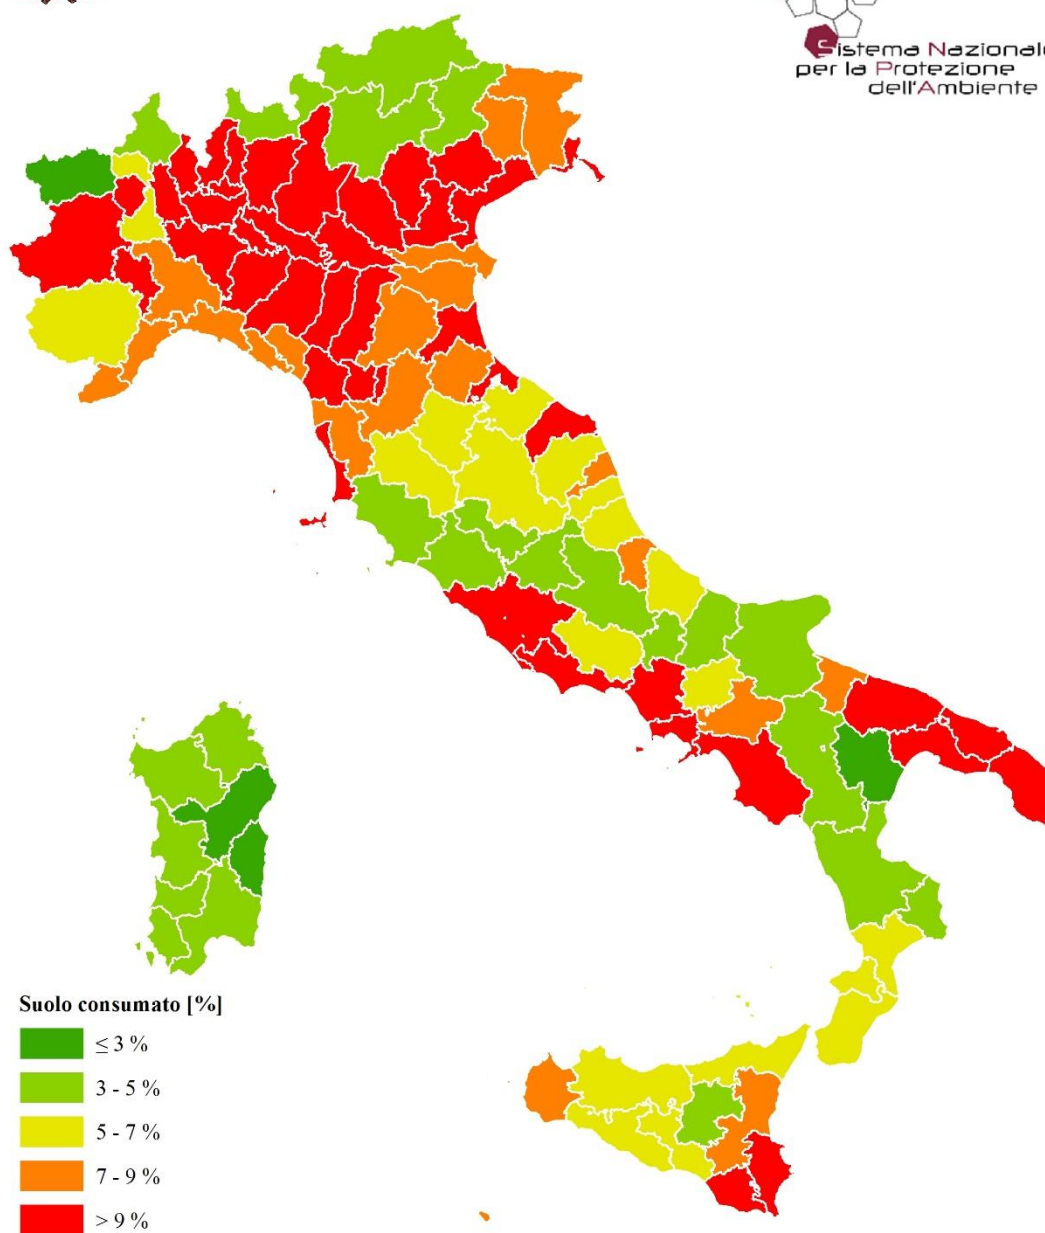 Sistema Nazionale
per la Protezione
dell'Ambiente
Suolo consumato [%]
≤ 3 %
3 - 5 %
5 - 7 %
7 - 9 %
> 9 %